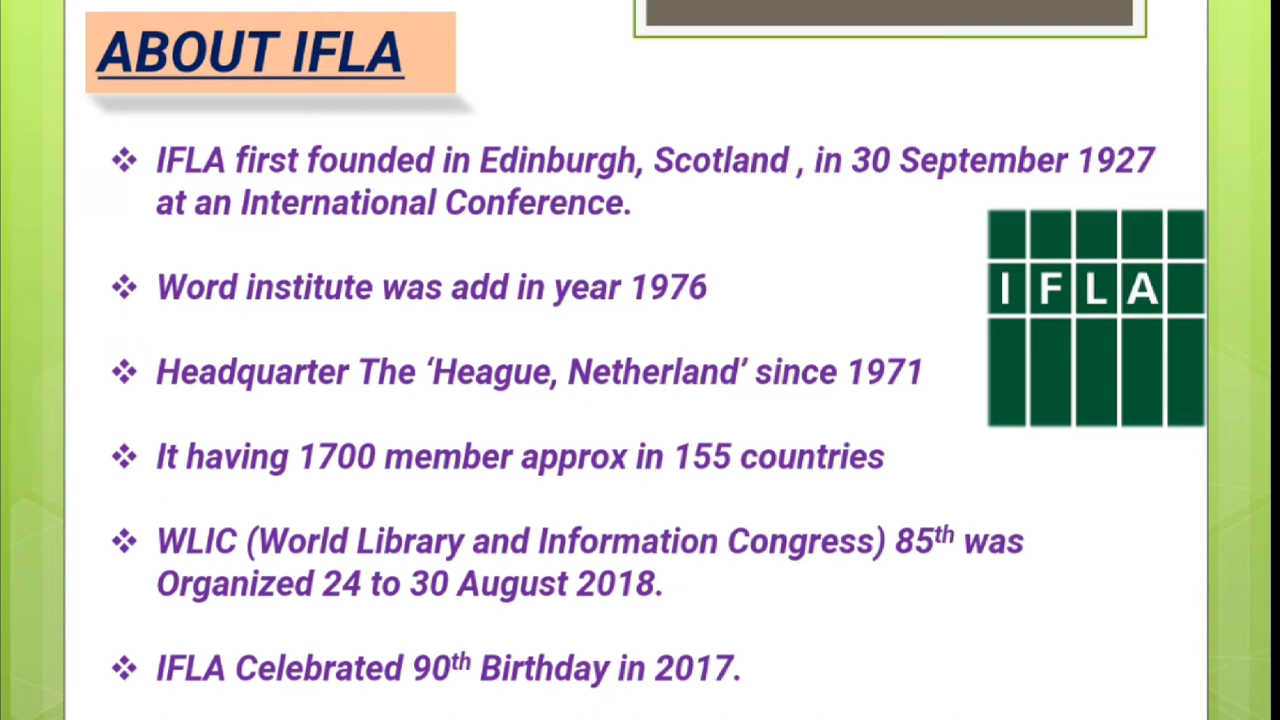 ABOUT IFLA
❖ IFLA first founded in Edinburgh, Scotland , in 30 September 1927
at an International Conference.
I F L A
❖ Word institute was add in year 1976
❖ Headquarter The ‘Heague, Netherland’ since 1971
❖ It having 1700 member approx in 155 countries
❖ WLIC (World Library and Information Congress) 85th was
Organized 24 to 30 August 2018.
❖ IFLA Celebrated 90th Birthday in 2017.